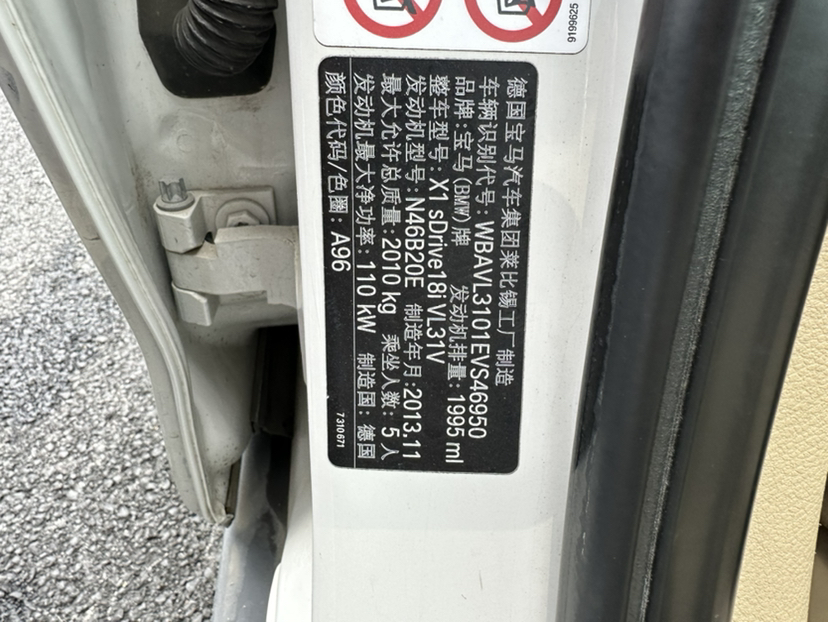 9199625
德国宝马汽车集团莱比锡工厂制造
车辆识别代号: WBAVL3101EVS46950
品牌: 宝马(BMW)牌 发动机排量: 1995 ml
整车型号: X1 sDrive18i VL31V
发动机型号: N46B20E 制造年月:2013.11
最大允许总质量: 2010 kg 乘坐人数: 5 人
发动机最大净功率: 110 kW 制造国: 德国
颜色代码/色圈: A96
7310671